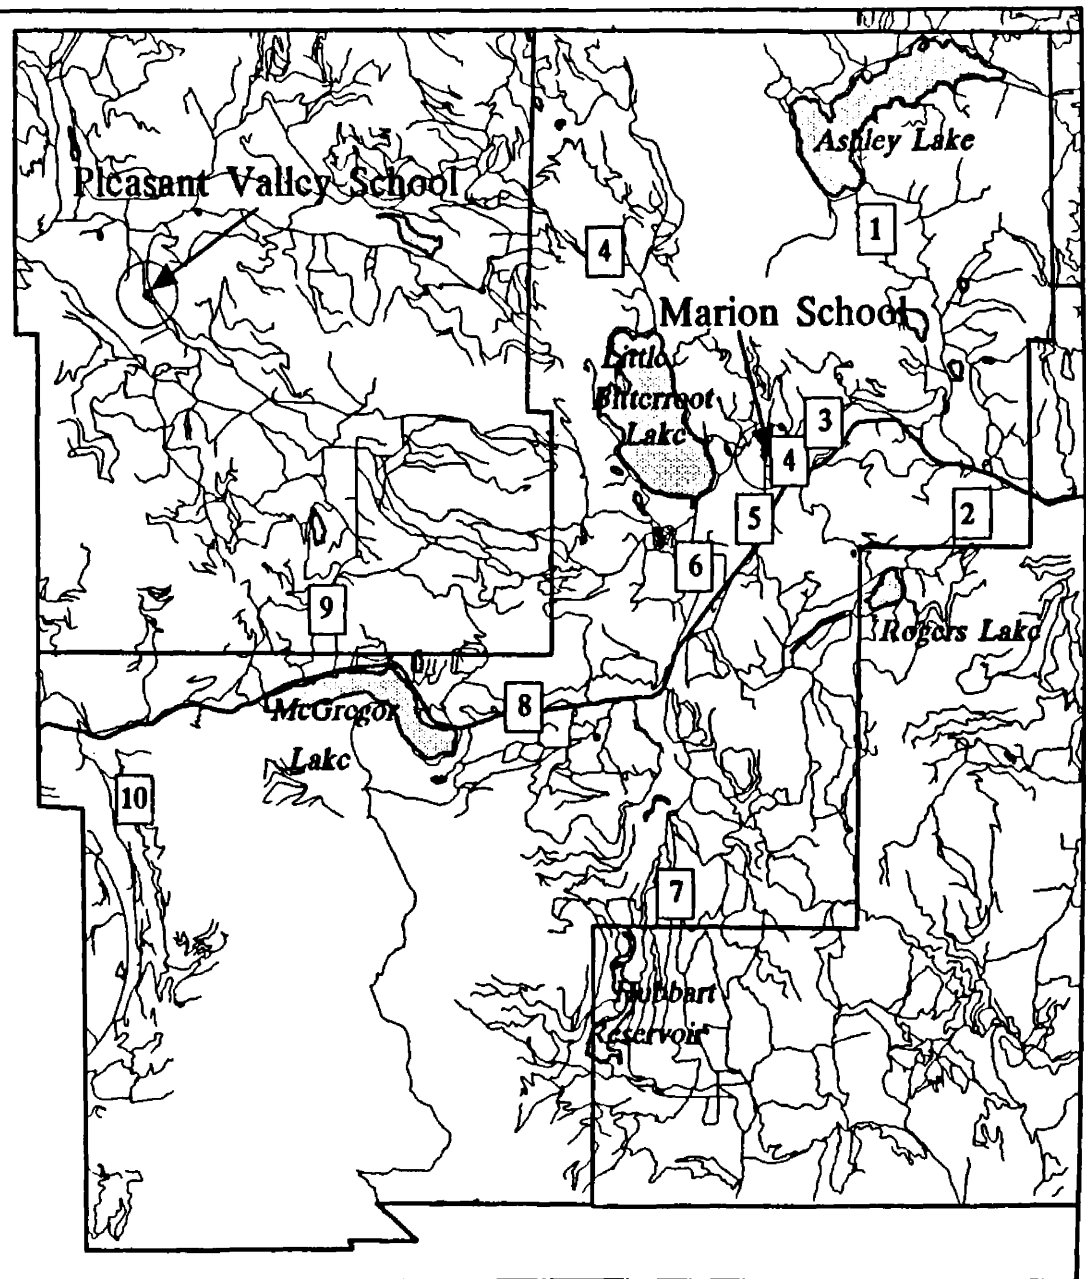 Ashley Lake
Pleasant Valley School
1
4
Marion School
Little
Bitterroot
Lake
3
4
5
2
6
9
Rogers Lake
McGregor
Lake
8
10
7
Hubbart
Reservoir